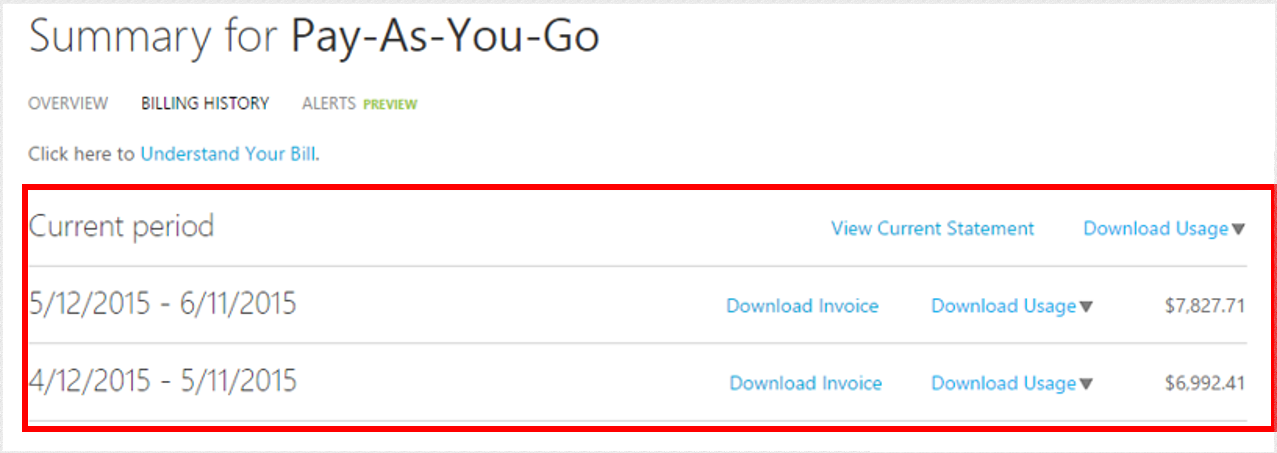 Summary for Pay-As-You-Go
OVERVIEW BILLING HISTORY ALERTS PREVIEW
Click here to Understand Your Bill.
Current period View Current Statement Download Usage▼
5/12/2015 - 6/11/2015 Download Invoice Download Usage▼ $7,827.71
4/12/2015 - 5/11/2015 Download Invoice Download Usage▼ $6,992.41